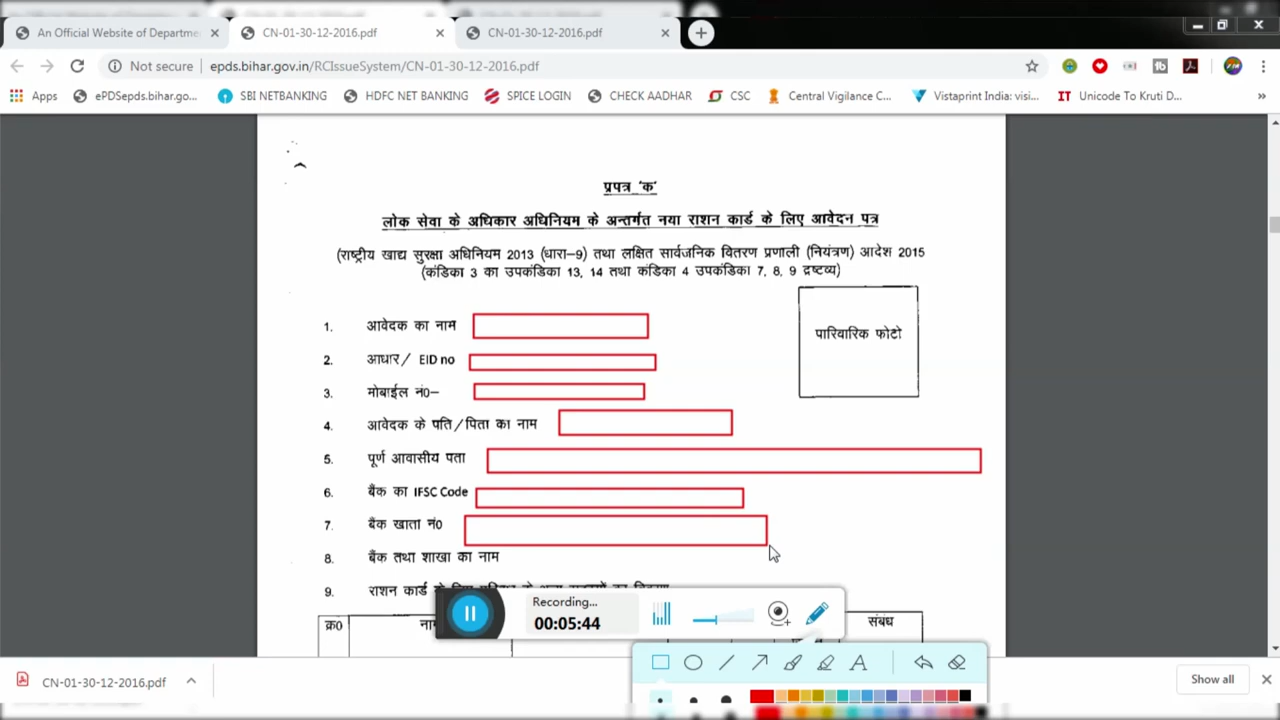 An Official Website of Departme
CN-01-30-12-2016.pdf
CN-01-30-12-2016.pdf
Not secure
epds.bihar.gov.in/RCIssueSystem/CN-01-30-12-2016.pdf
Apps
ePDSepds.bihar.go...
SBI NETBANKING
HDFC NET BANKING
SPICE LOGIN
CHECK AADHAR
CSC
Central Vigilance C...
Vistaprint India: visi...
Unicode To Kruti D...
प्रपत्र 'क'
लोक सेवा के अधिकार अधिनियम के अन्तर्गत नया राशन कार्ड के लिए आवेदन पत्र
(राष्ट्रीय खाद्य सुरक्षा अधिनियम 2013 (धारा–9) तथा लक्षित सार्वजनिक वितरण प्रणाली (नियंत्रण) आदेश 2015
(कंडिका 3 का उपकंडिका 13, 14 तथा कंडिका 4 उपकंडिका 7, 8, 9 द्रष्टव्य)
पारिवारिक फोटो
1. आवेदक का नाम
2. आधार/ EID no
3. मोबाईल नं0–
4. आवेदक के पति/पिता का नाम
5. पूर्ण आवासीय पता
6. बैंक का IFSC Code
7. बैंक खाता नं0
8. बैंक तथा शाखा का नाम
9. राशन कार्ड
क्र0
संबंध
Recording...
00:05:44
CN-01-30-12-2016.pdf
Show all